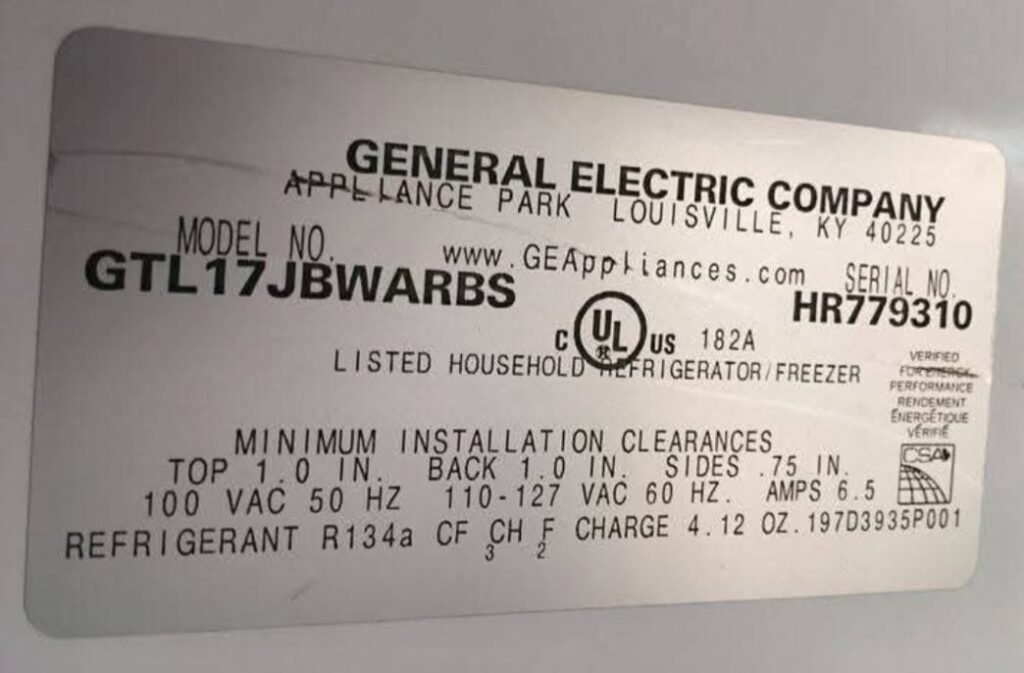 GENERAL ELECTRIC COMPANY
APPLIANCE PARK LOUISVILLE, KY 40225
MODEL NO. www.GEAppliances.com SERIAL NO.
GTL17JBWARBS HR779310
C UL ® US 182A
LISTED HOUSEHOLD REFRIGERATOR/FREEZER
VERIFIED
FOR ENERGY
PERFORMANCE
RENDEMENT
ÉNERGÉTIQUE
VÉRIFIÉ
CSA
MINIMUM INSTALLATION CLEARANCES
TOP 1.0 IN. BACK 1.0 IN. SIDES .75 IN.
100 VAC 50 HZ 110-127 VAC 60 HZ. AMPS 6.5
REFRIGERANT R134a CF₃CH₂F CHARGE 4.12 OZ. 197D3935P001